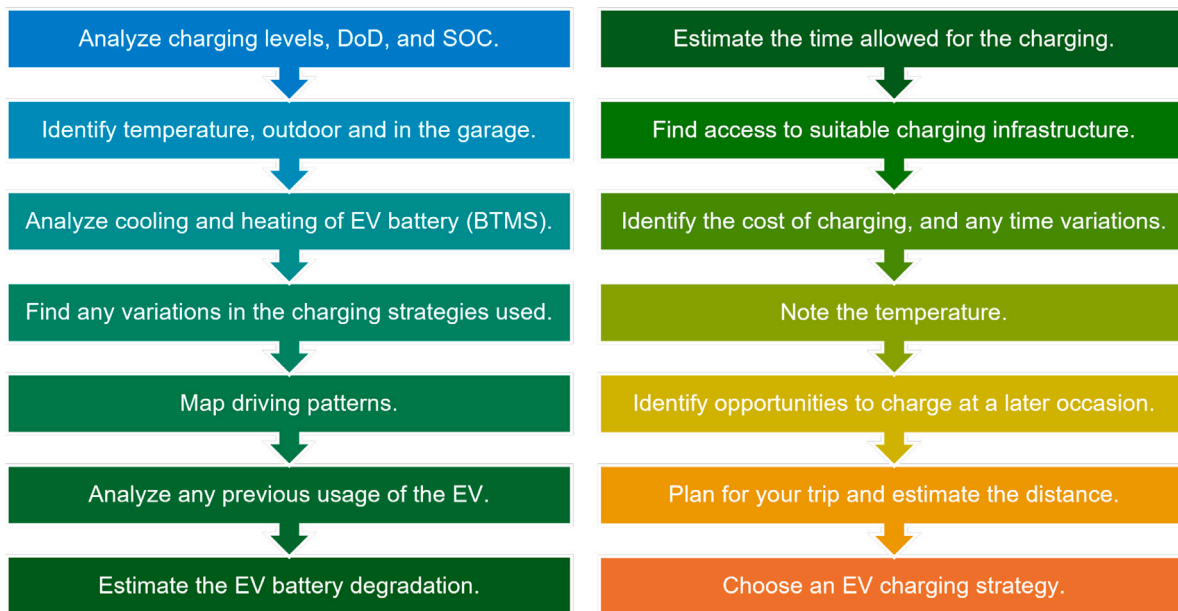 Analyze charging levels, DoD, and SOC.
Identify temperature, outdoor and in the garage.
Analyze cooling and heating of EV battery (BTMS).
Find any variations in the charging strategies used.
Map driving patterns.
Analyze any previous usage of the EV.
Estimate the EV battery degradation.
Estimate the time allowed for the charging.
Find access to suitable charging infrastructure.
Identify the cost of charging, and any time variations.
Note the temperature.
Identify opportunities to charge at a later occasion.
Plan for your trip and estimate the distance.
Choose an EV charging strategy.